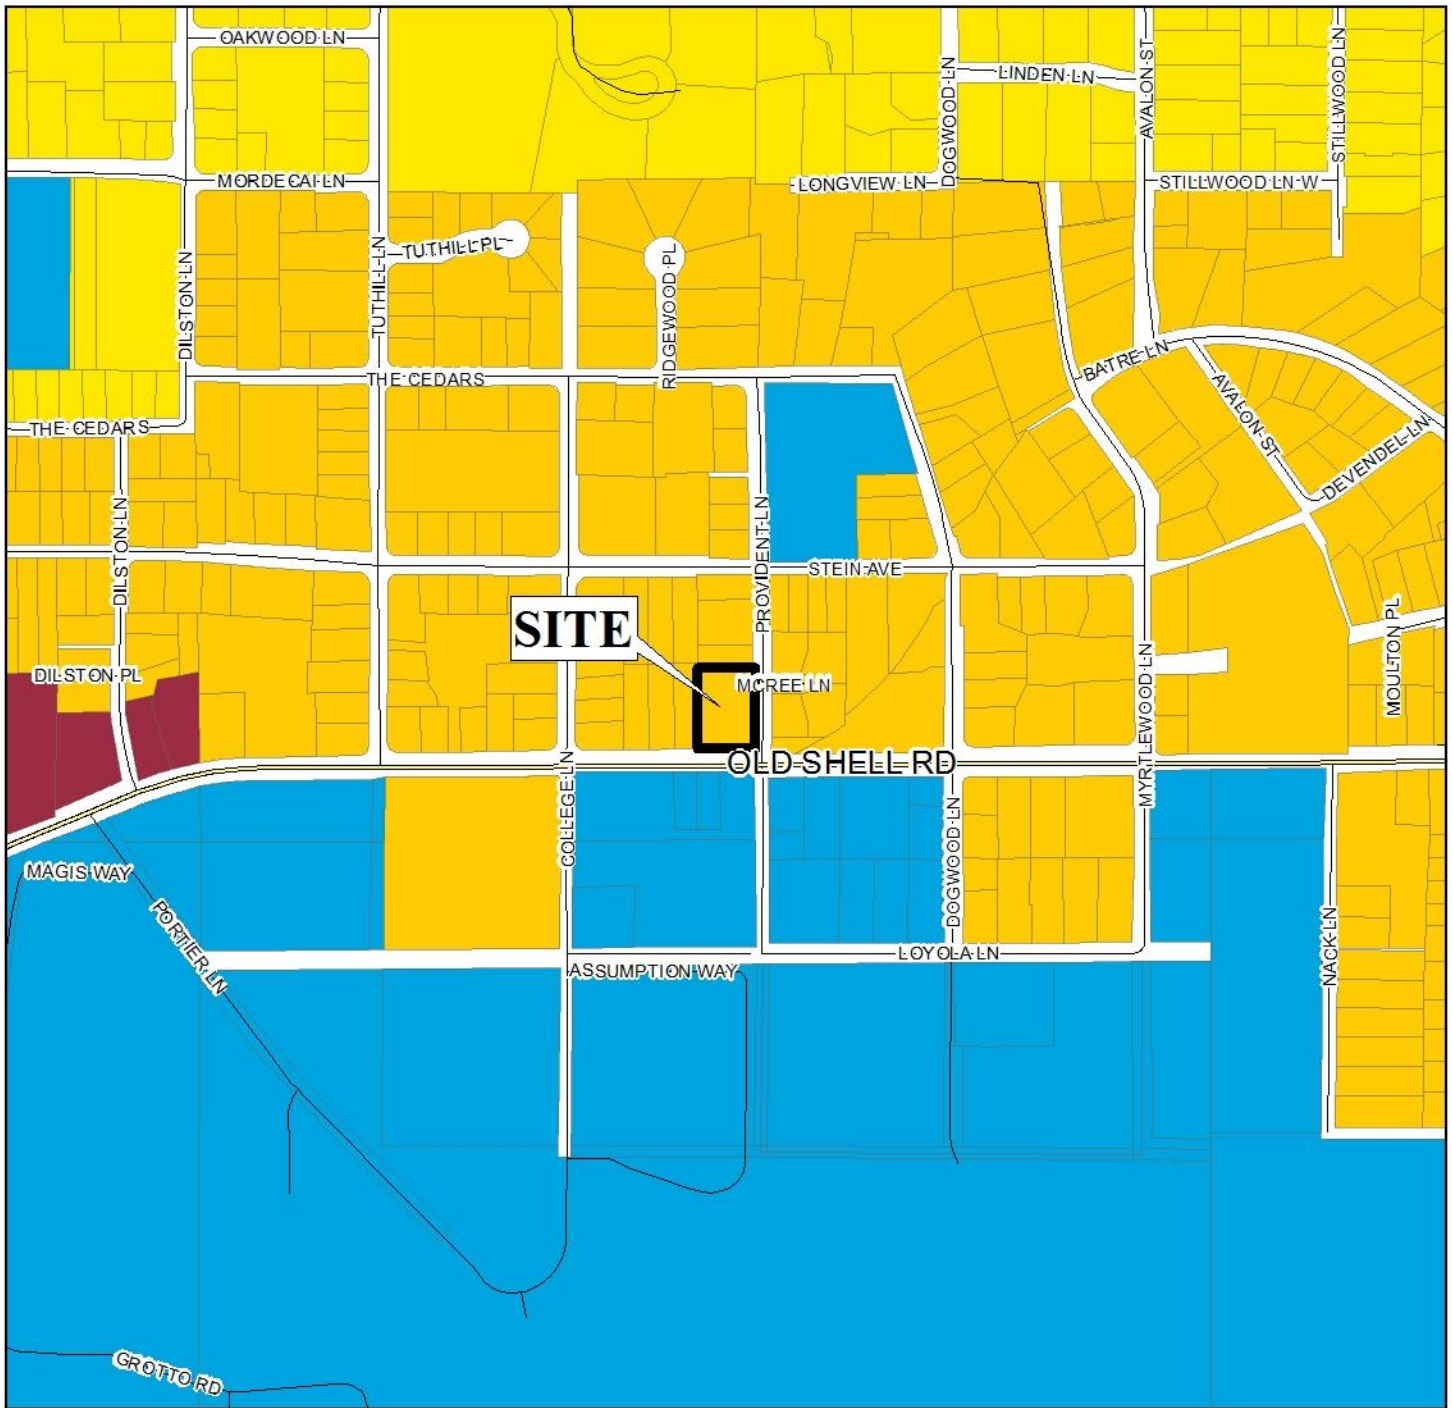 OAKWOOD LN
LINDEN LN
AVALON ST
STILLWOOD LN
DOGWOOD LN
MORDECAI LN
LONGVIEW LN
STILLWOOD LN W
TUTHILL PL
TUTHILL LN
DILSTON LN
RIDGEWOOD PL
BATRE LN
THE CEDARS
AVALON ST
THE CEDARS
DEVENDEL LN
DILSTON LN
PROVIDENT LN
STEIN AVE
SITE
DILSTON PL
MCREE LN
MOULTON PL
MYRTLEWOOD LN
OLD SHELL RD
COLLEGE LN
DOGWOOD LN
MAGIS WAY
PORTIER LN
NACK LN
LOYOLA LN
ASSUMPTION WAY
GROTTO RD